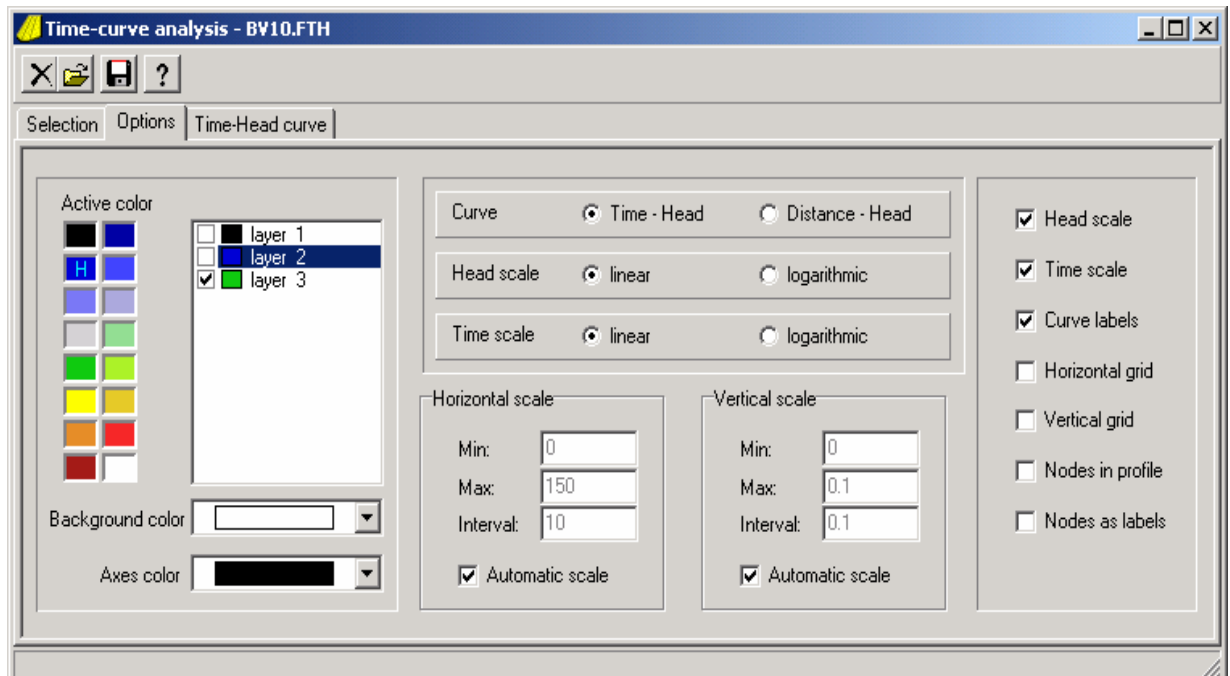 Time-curve analysis - BV10.FTH
?
Selection Options Time-Head curve
Active color
H
layer 1
layer 2
layer 3
Background color
Axes color
Curve Time - Head Distance - Head
Head scale linear logarithmic
Time scale linear logarithmic
Horizontal scale
Min: 0
Max: 150
Interval: 10
Automatic scale
Vertical scale
Min: 0
Max: 0.1
Interval: 0.1
Automatic scale
Head scale
Time scale
Curve labels
Horizontal grid
Vertical grid
Nodes in profile
Nodes as labels